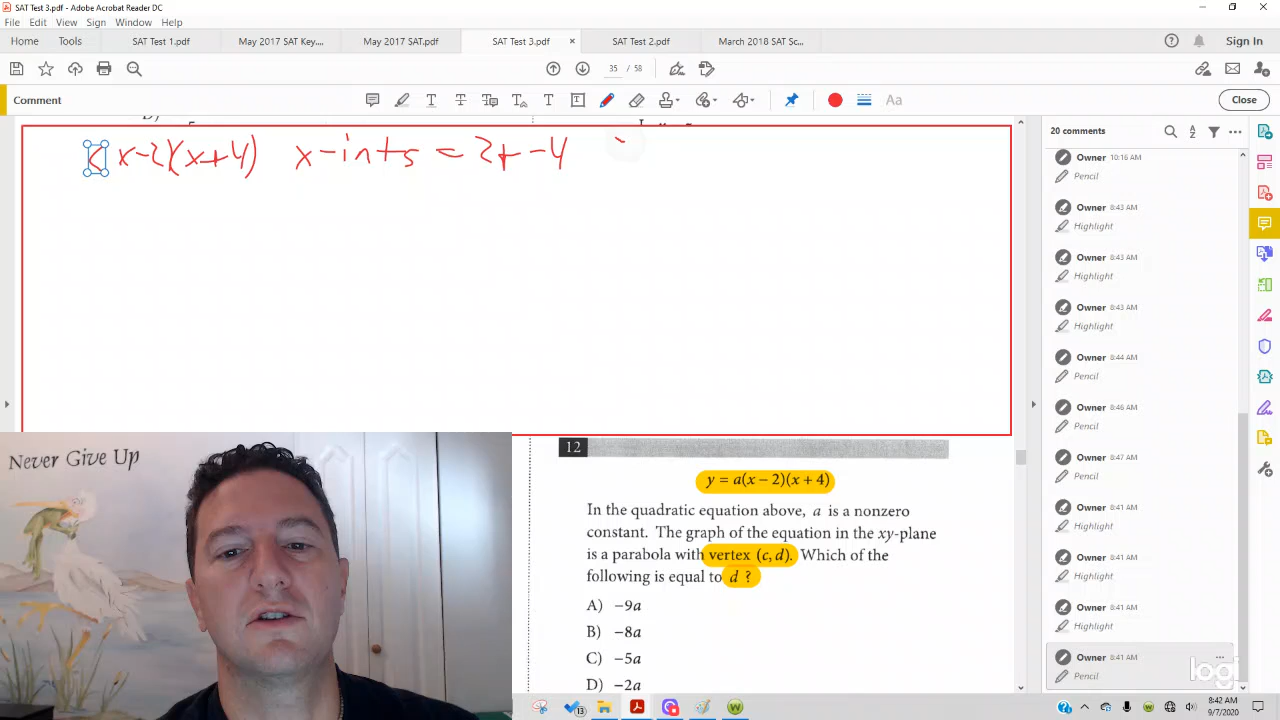 SAT Test 3.pdf - Adobe Acrobat Reader DC
File Edit View Sign Window Help
Home Tools SAT Test 1.pdf May 2017 SAT Key... May 2017 SAT.pdf SAT Test 3.pdf × SAT Test 2.pdf March 2018 SAT Sc... Sign In
35 / 58
Comment Aa Close
20 comments
(x-2)(x+4) x-ints = 2+-4
Owner 10:16 AM
Pencil
Owner 8:43 AM
Highlight
Owner 8:43 AM
Highlight
Owner 8:43 AM
Highlight
Owner 8:44 AM
Pencil
Owner 8:46 AM
Pencil
Owner 8:47 AM
Pencil
Owner 8:41 AM
Highlight
Owner 8:41 AM
Highlight
Owner 8:41 AM
Highlight
Owner 8:41 AM
Pencil
Never Give Up
12
y = a(x − 2)(x + 4)
In the quadratic equation above, a is a nonzero
constant. The graph of the equation in the xy-plane
is a parabola with vertex (c, d). Which of the
following is equal to d ?
A) −9a
B) −8a
C) −5a
D) −2a
logi
13
8:42 AM
9/7/2020